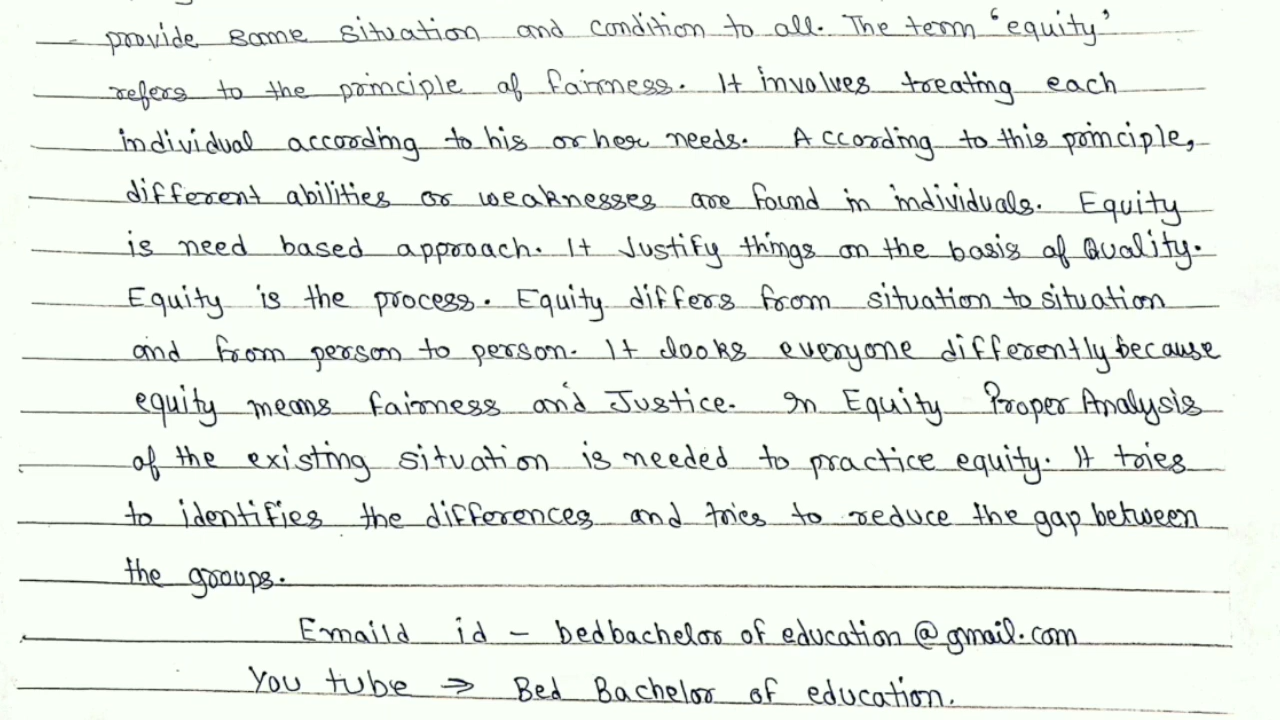 provide same situation and condition to all. The term 'equity'
refers to the principle of fairness. It involves treating each
individual according to his or her needs. According to this principle,
different abilities or weaknesses are found in individuals. Equity
is need based approach. It Justify things on the basis of Quality.
Equity is the process. Equity differs from situation to situation
and from person to person. It looks everyone differently because
equity means fairness and Justice. In Equity Proper Analysis
of the existing situation is needed to practice equity. It tries
to identifies the differences and tries to reduce the gap between
the groups.
Emaild id - bedbachelor of education@gmail.com
You tube ⇒ Bed Bachelor of education.